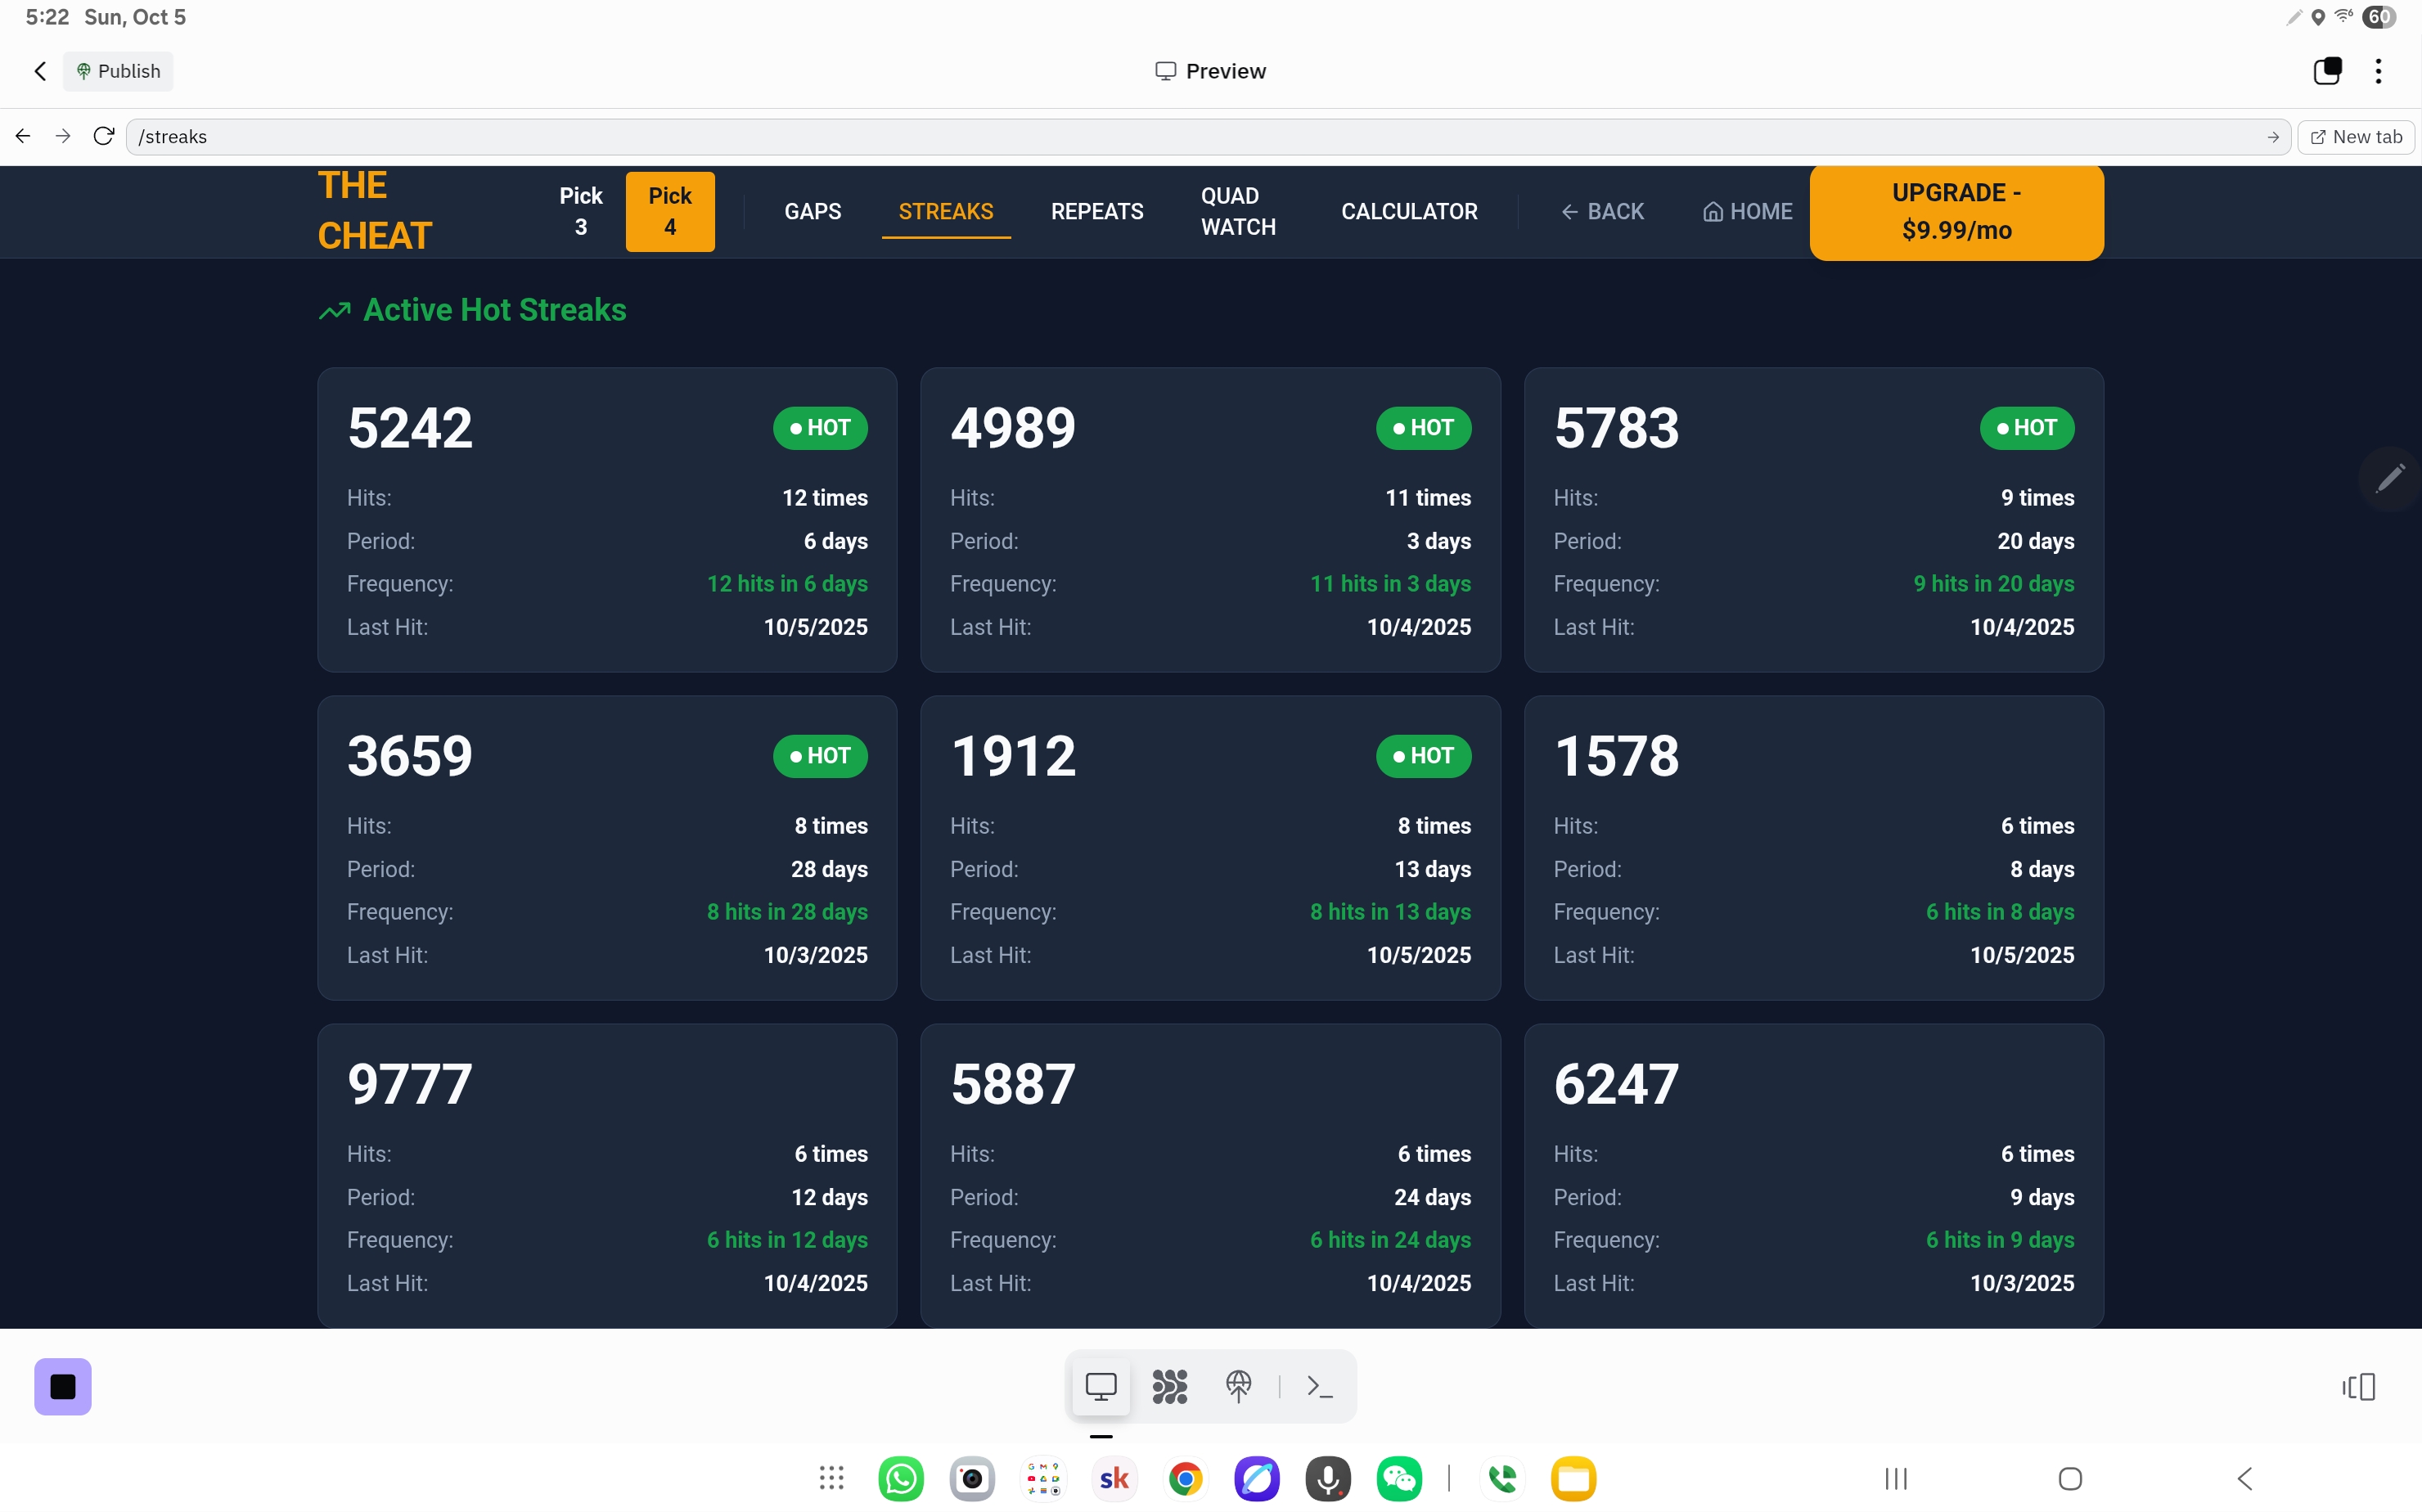 5:22 Sun, Oct 5
60
Publish
Preview
/streaks
New tab
THE
CHEAT
Pick
3
Pick
4
GAPS
STREAKS
REPEATS
QUAD
WATCH
CALCULATOR
BACK
HOME
UPGRADE -
$9.99/mo
Active Hot Streaks
5242
HOT
Hits: 12 times
Period: 6 days
Frequency: 12 hits in 6 days
Last Hit: 10/5/2025
4989
HOT
Hits: 11 times
Period: 3 days
Frequency: 11 hits in 3 days
Last Hit: 10/4/2025
5783
HOT
Hits: 9 times
Period: 20 days
Frequency: 9 hits in 20 days
Last Hit: 10/4/2025
3659
HOT
Hits: 8 times
Period: 28 days
Frequency: 8 hits in 28 days
Last Hit: 10/3/2025
1912
HOT
Hits: 8 times
Period: 13 days
Frequency: 8 hits in 13 days
Last Hit: 10/5/2025
1578
Hits: 6 times
Period: 8 days
Frequency: 6 hits in 8 days
Last Hit: 10/5/2025
9777
Hits: 6 times
Period: 12 days
Frequency: 6 hits in 12 days
Last Hit: 10/4/2025
5887
Hits: 6 times
Period: 24 days
Frequency: 6 hits in 24 days
Last Hit: 10/4/2025
6247
Hits: 6 times
Period: 9 days
Frequency: 6 hits in 9 days
Last Hit: 10/3/2025
sk